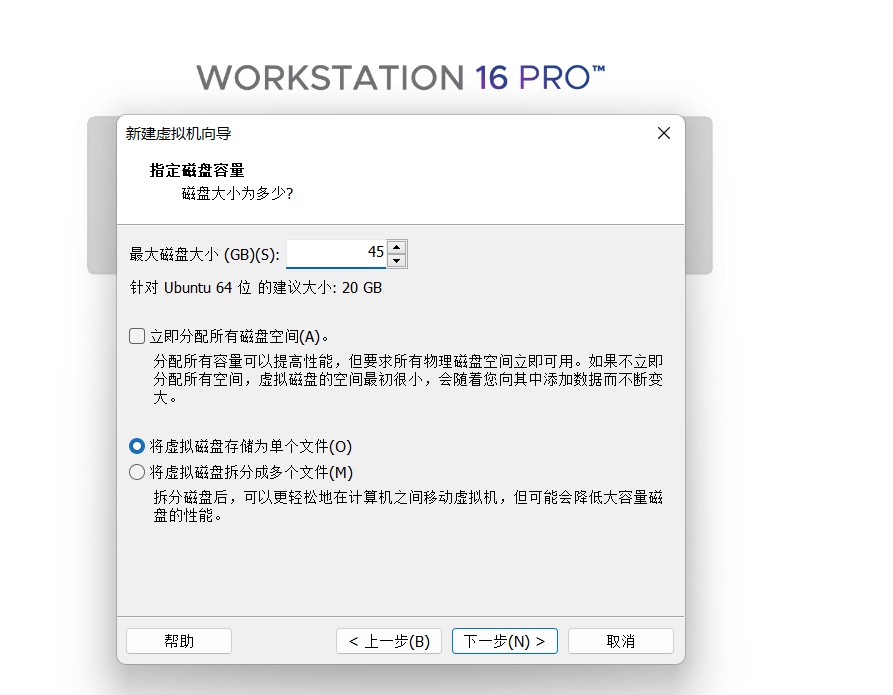 WORKSTATION 16 PRO™
新建虚拟机向导
指定磁盘容量
磁盘大小为多少?
最大磁盘大小 (GB)(S): 45
针对 Ubuntu 64 位 的建议大小: 20 GB
立即分配所有磁盘空间(A)。
分配所有容量可以提高性能，但要求所有物理磁盘空间立即可用。如果不立即
分配所有空间，虚拟磁盘的空间最初很小，会随着您向其中添加数据而不断变
大。
将虚拟磁盘存储为单个文件(O)
将虚拟磁盘拆分成多个文件(M)
拆分磁盘后，可以更轻松地在计算机之间移动虚拟机，但可能会降低大容量磁
盘的性能。
帮助 < 上一步(B) 下一步(N) > 取消